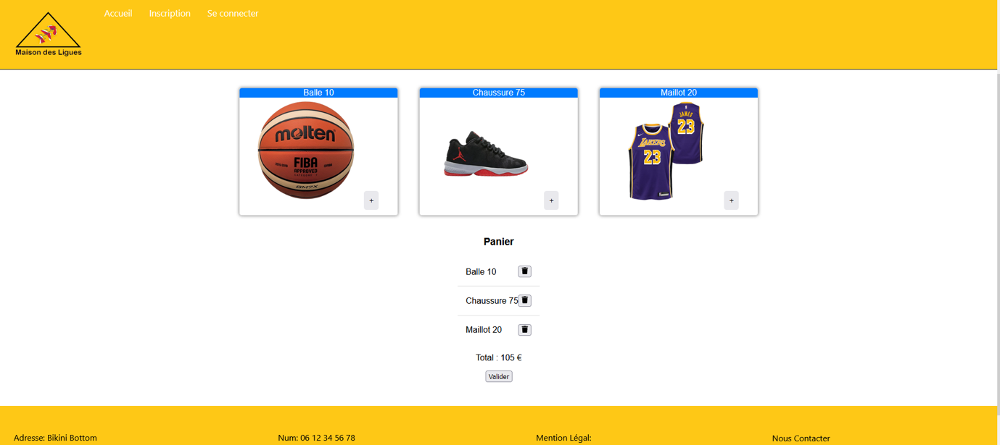 Accueil Inscription Se connecter
Maison des Ligues
Balle 10 Chaussure 75 Maillot 20
molten
FIBA
APPROVED
GM7X
JAMES
23
LAKERS
23
+ + +
Panier
Balle 10
Chaussure 75
Maillot 20
Total : 105 €
Valider
Adresse: Bikini Bottom Num: 06 12 34 56 78 Mention Légal: Nous Contacter